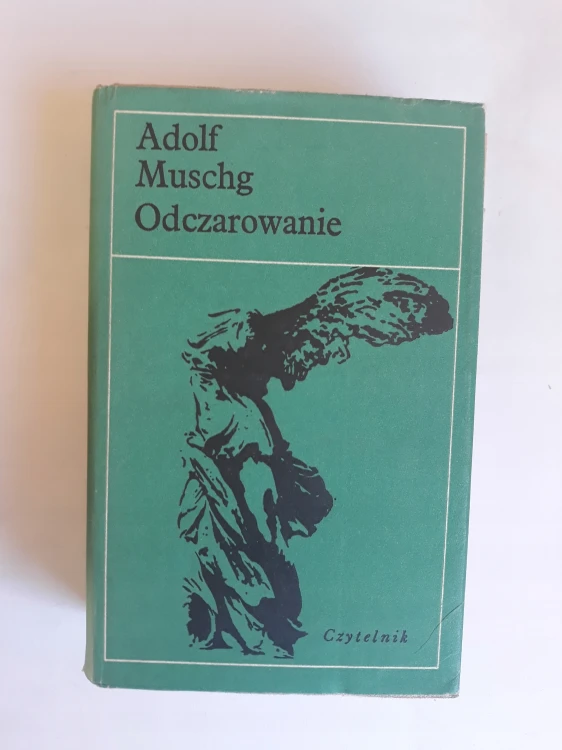 Adolf
Muschg
Odczarowanie
Czytelnik